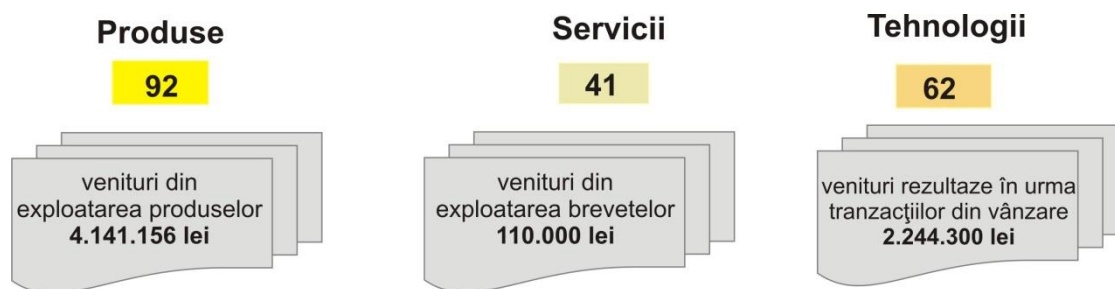 Produse
92
venituri din
exploatarea produselor
4.141.156 lei
Servicii
41
venituri din
exploatarea brevetelor
110.000 lei
Tehnologii
62
venituri rezultaze în urma
tranzacţiilor din vânzare
2.244.300 lei